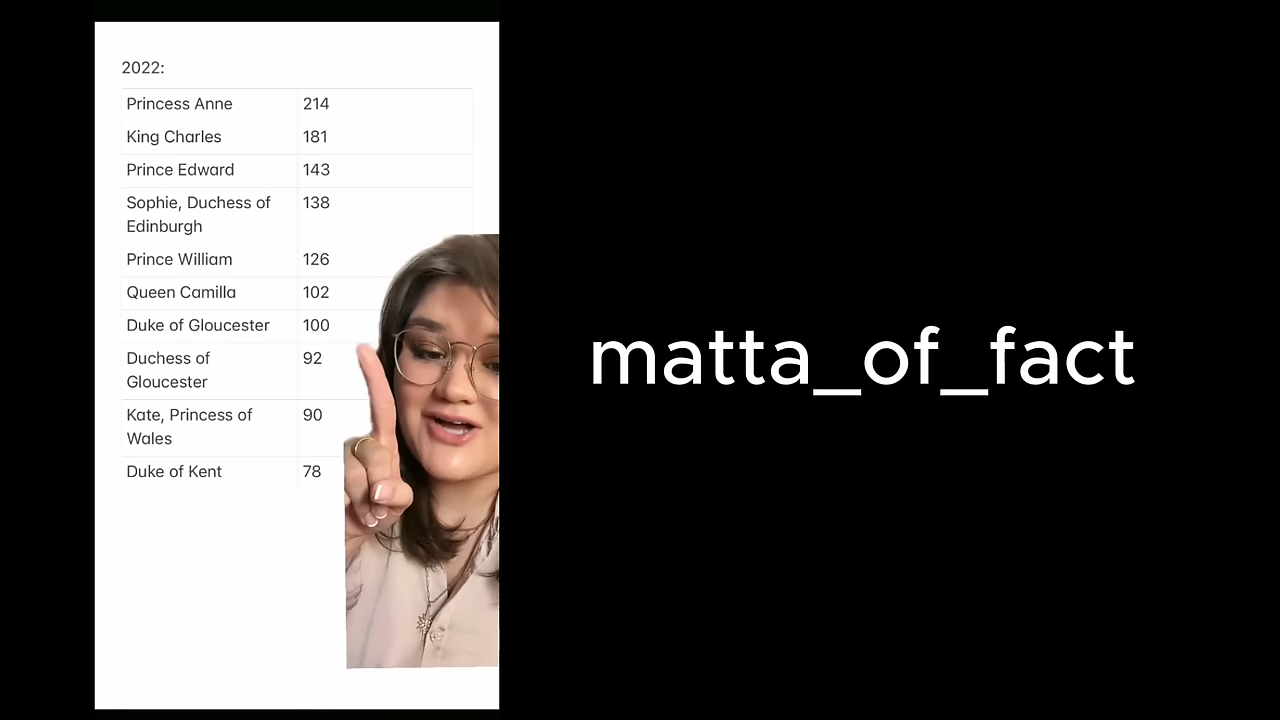 2022:
Princess Anne 214
King Charles 181
Prince Edward 143
Sophie, Duchess of 138
Edinburgh
Prince William 126
Queen Camilla 102
Duke of Gloucester 100
Duchess of 92
Gloucester
Kate, Princess of 90
Wales
Duke of Kent 78
matta_of_fact